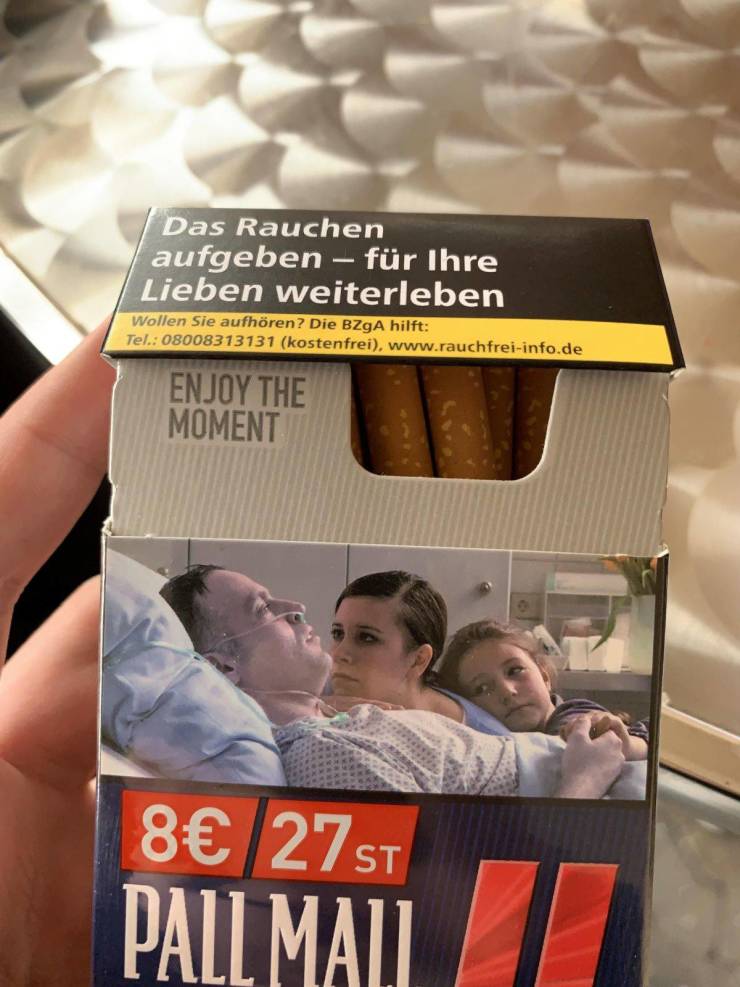 Das Rauchen
aufgeben – für Ihre
Lieben weiterleben
Wollen Sie aufhören? Die BZgA hilft:
Tel.: 08008313131 (kostenfrei), www.rauchfrei-info.de
ENJOY THE
MOMENT
8€ 27 ST
PALL MALL